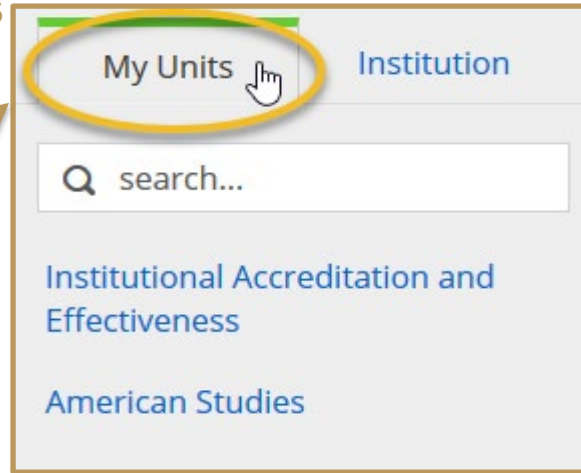 My Units Institution
search...
Institutional Accreditation and
Effectiveness
American Studies